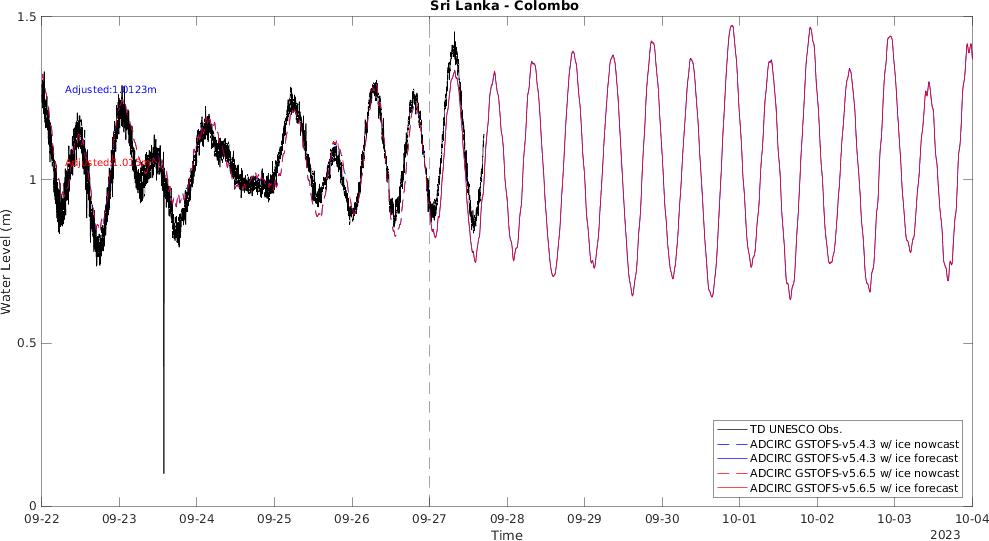 Sri Lanka - Colombo
1.5
Adjusted:1.0123m
1
Water Level (m)
0.5
TD UNESCO Obs.
ADCIRC GSTOFS-v5.4.3 w/ ice nowcast
ADCIRC GSTOFS-v5.4.3 w/ ice forecast
ADCIRC GSTOFS-v5.6.5 w/ ice nowcast
ADCIRC GSTOFS-v5.6.5 w/ ice forecast
0
09-22 09-23 09-24 09-25 09-26 09-27 09-28 09-29 09-30 10-01 10-02 10-03 10-04
Time
2023